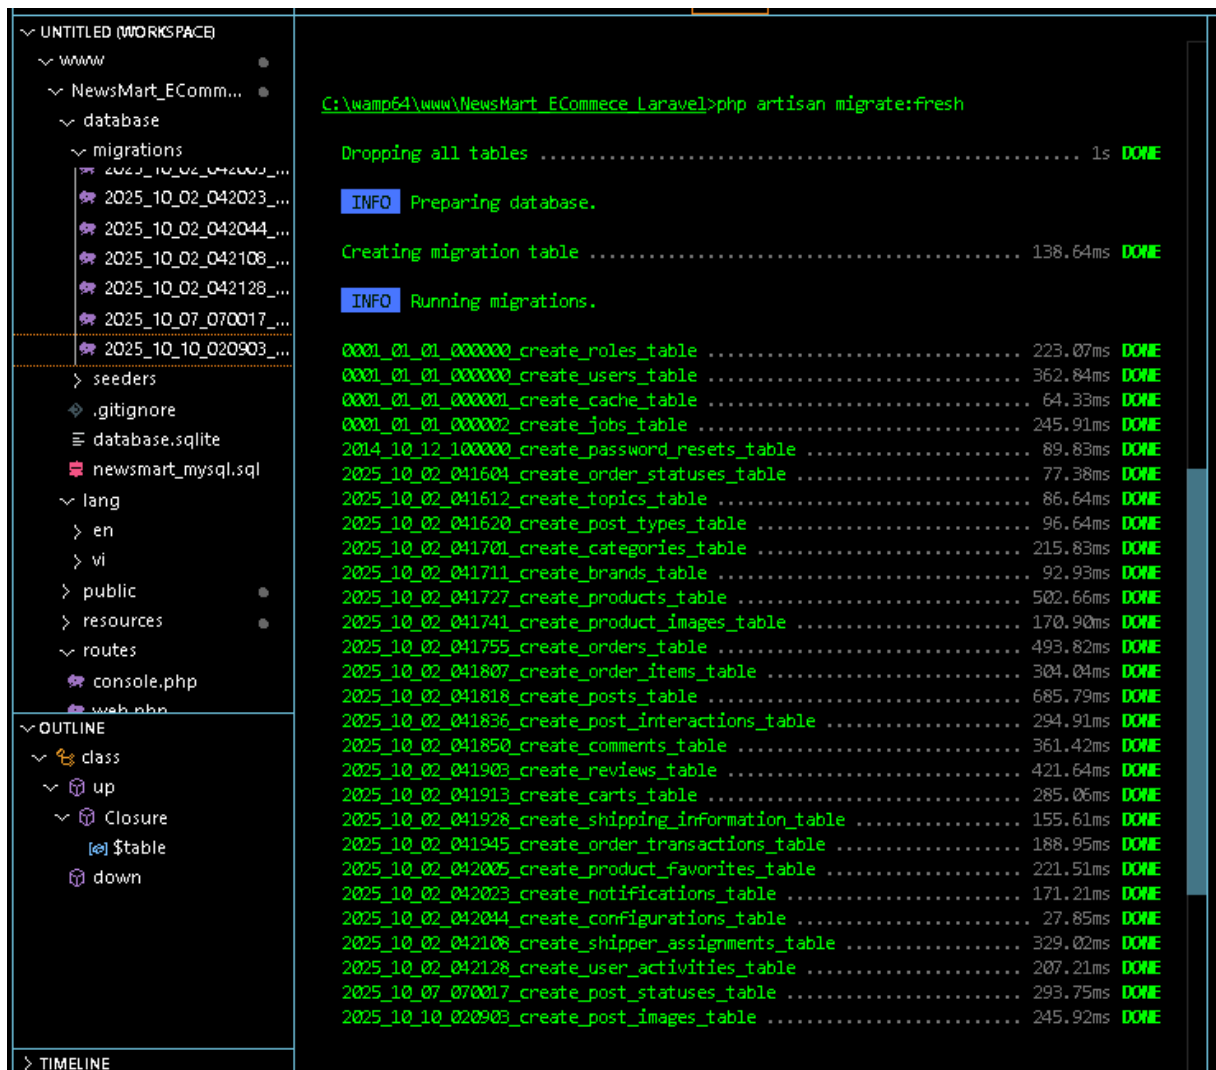 UNTITLED (WORKSPACE)
www
NewsMart_EComm...
database
migrations
2025_10_02_042005_...
2025_10_02_042023_...
2025_10_02_042044_...
2025_10_02_042108_...
2025_10_02_042128_...
2025_10_07_070017_...
2025_10_10_020903_...
seeders
.gitignore
database.sqlite
newsmart_mysql.sql
lang
en
vi
public
resources
routes
console.php
web.php
OUTLINE
class
up
Closure
$table
down
TIMELINE
C:\wamp64\www\NewsMart_ECommece_Laravel>php artisan migrate:fresh
Dropping all tables ....................................................... 1s DONE
INFO Preparing database.
Creating migration table ............................................ 138.64ms DONE
INFO Running migrations.
0001_01_01_000000_create_roles_table ................................ 223.07ms DONE
0001_01_01_000000_create_users_table ................................ 362.84ms DONE
0001_01_01_000001_create_cache_table ................................. 64.33ms DONE
0001_01_01_000002_create_jobs_table ................................. 245.91ms DONE
2014_10_12_100000_create_password_resets_table ....................... 89.83ms DONE
2025_10_02_041604_create_order_statuses_table ........................ 77.38ms DONE
2025_10_02_041612_create_topics_table ................................ 86.64ms DONE
2025_10_02_041620_create_post_types_table ............................ 96.64ms DONE
2025_10_02_041701_create_categories_table ........................... 215.83ms DONE
2025_10_02_041711_create_brands_table ................................ 92.93ms DONE
2025_10_02_041727_create_products_table ............................. 502.66ms DONE
2025_10_02_041741_create_product_images_table ....................... 170.90ms DONE
2025_10_02_041755_create_orders_table ............................... 493.82ms DONE
2025_10_02_041807_create_order_items_table .......................... 304.04ms DONE
2025_10_02_041818_create_posts_table ................................ 685.79ms DONE
2025_10_02_041836_create_post_interactions_table .................... 294.91ms DONE
2025_10_02_041850_create_comments_table ............................. 361.42ms DONE
2025_10_02_041903_create_reviews_table .............................. 421.64ms DONE
2025_10_02_041913_create_carts_table ................................ 285.06ms DONE
2025_10_02_041928_create_shipping_information_table ................. 155.61ms DONE
2025_10_02_041945_create_order_transactions_table ................... 188.95ms DONE
2025_10_02_042005_create_product_favorites_table .................... 221.51ms DONE
2025_10_02_042023_create_notifications_table ........................ 171.21ms DONE
2025_10_02_042044_create_configurations_table ........................ 27.85ms DONE
2025_10_02_042108_create_shipper_assignments_table .................. 329.02ms DONE
2025_10_02_042128_create_user_activities_table ...................... 207.21ms DONE
2025_10_07_070017_create_post_statuses_table ........................ 293.75ms DONE
2025_10_10_020903_create_post_images_table .......................... 245.92ms DONE